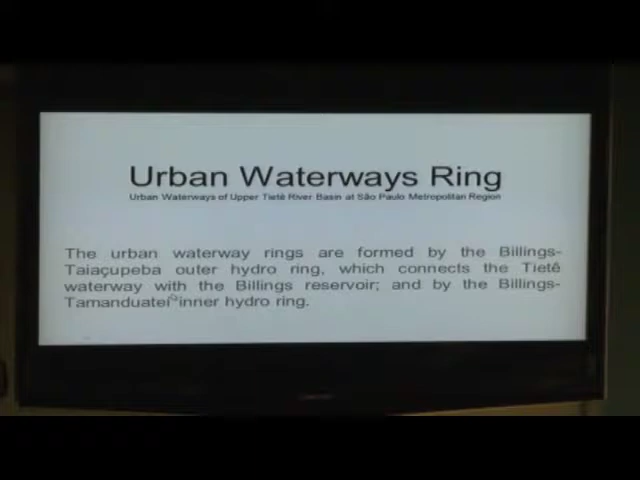 Urban Waterways Ring
Urban Waterways of Upper Tietê River Basin at São Paulo Metropolitan Region
The urban waterway rings are formed by the Billings-
Taiaçupeba outer hydro ring, which connects the Tietê
waterway with the Billings reservoir; and by the Billings-
Tamanduateí inner hydro ring.